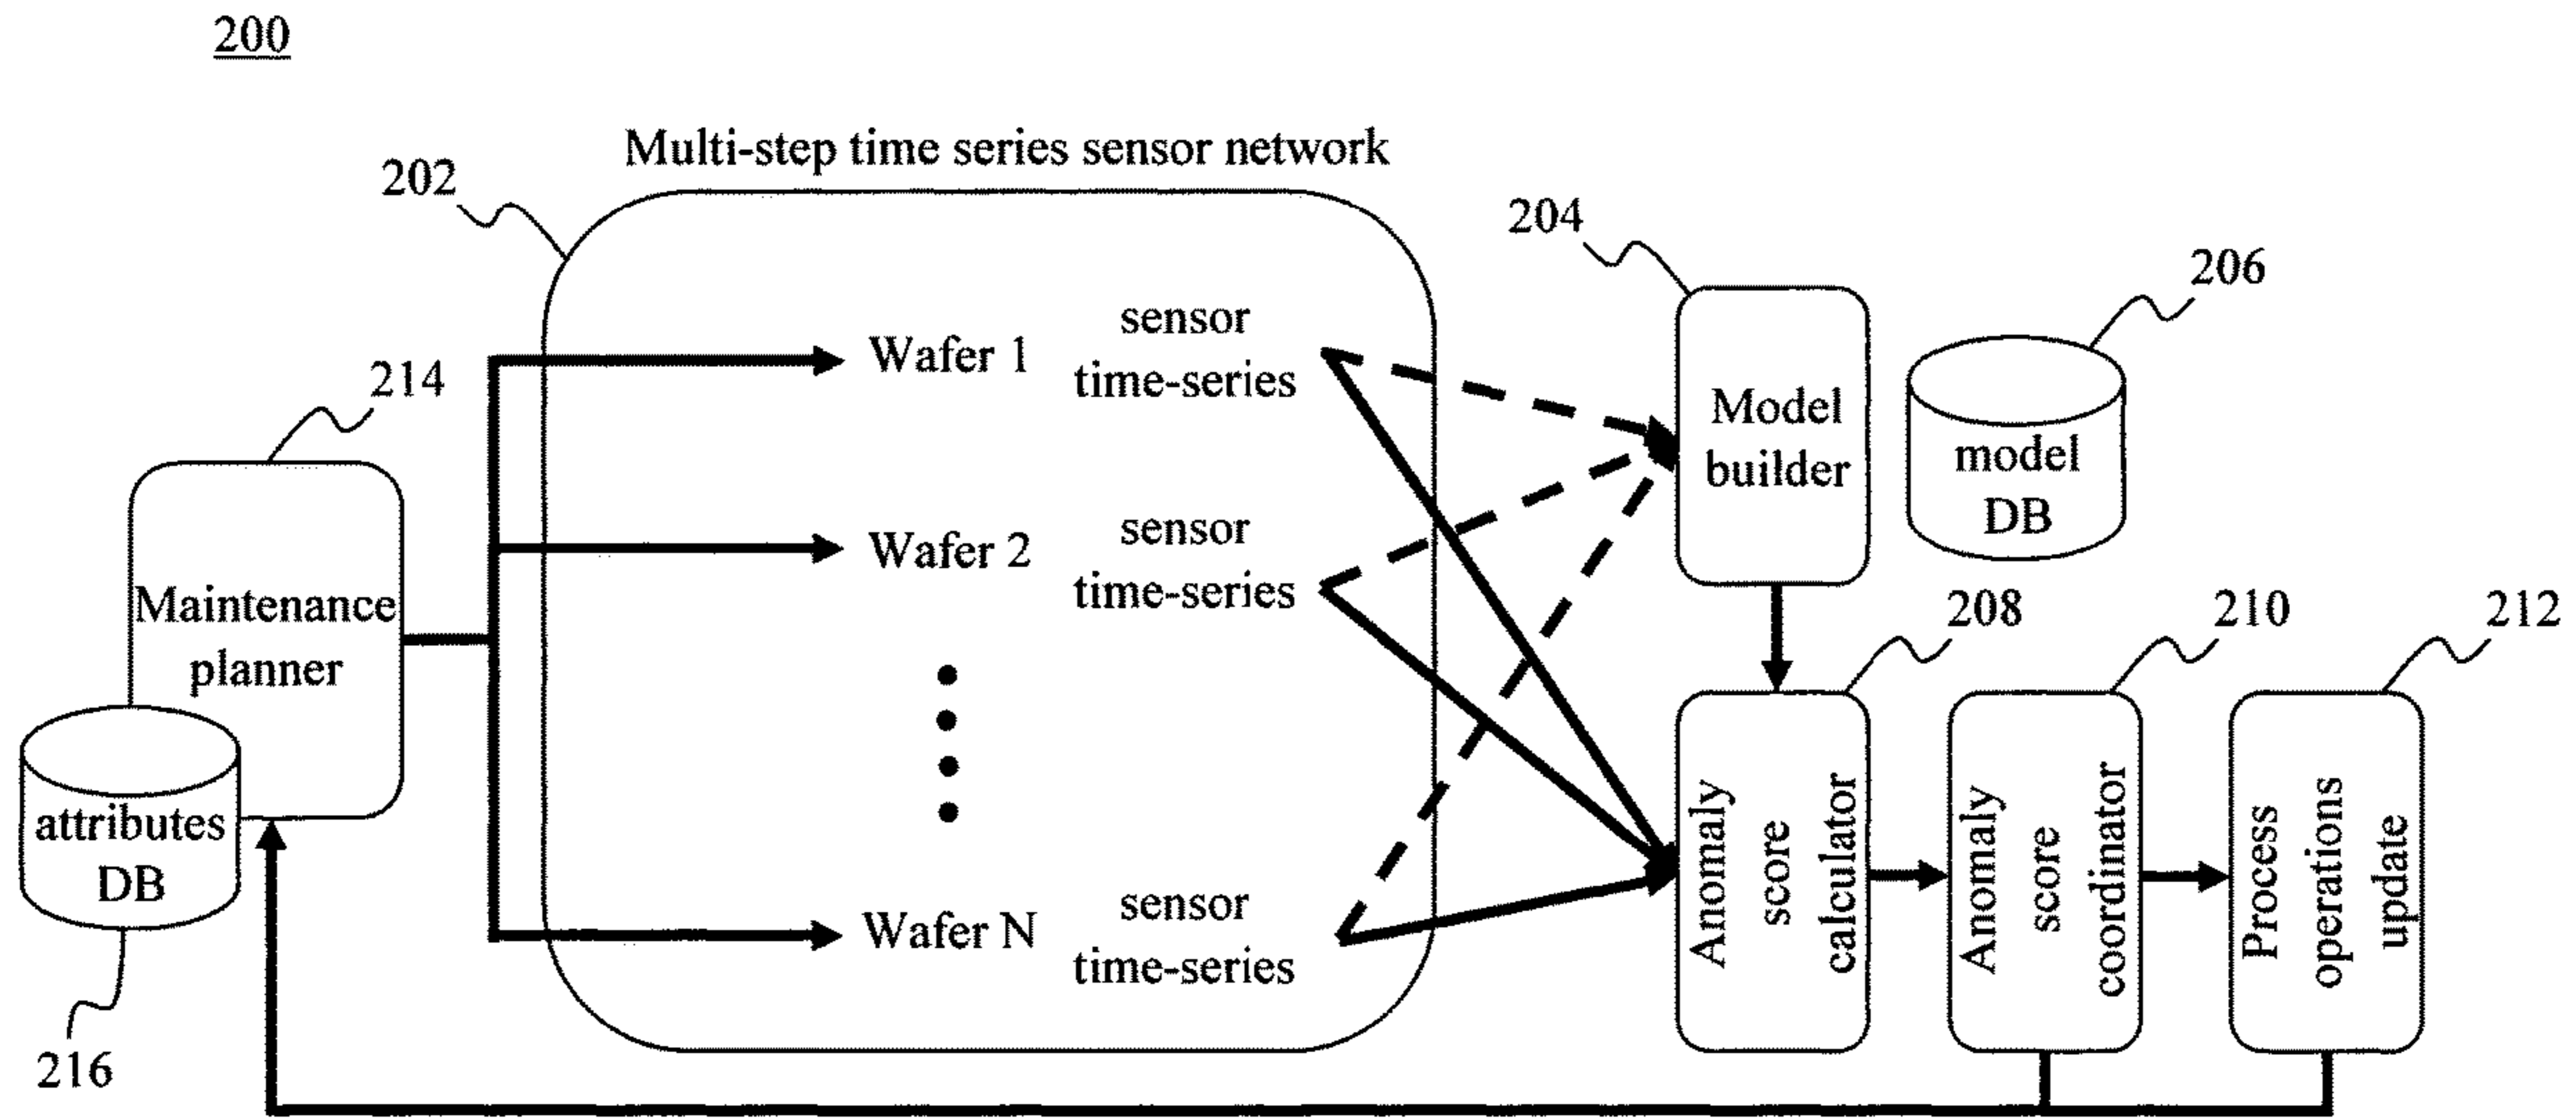 200
Multi-step time series sensor network
202
204
206
sensor
Wafer 1
time-series
214
Model
builder
model
DB
sensor
Wafer 2
time-series
Maintenance
planner
208
210
212
attributes
DB
sensor
Wafer N
time-series
Anomaly
score
calculator
Anomaly
score
coordinator
Process
operations
update
216